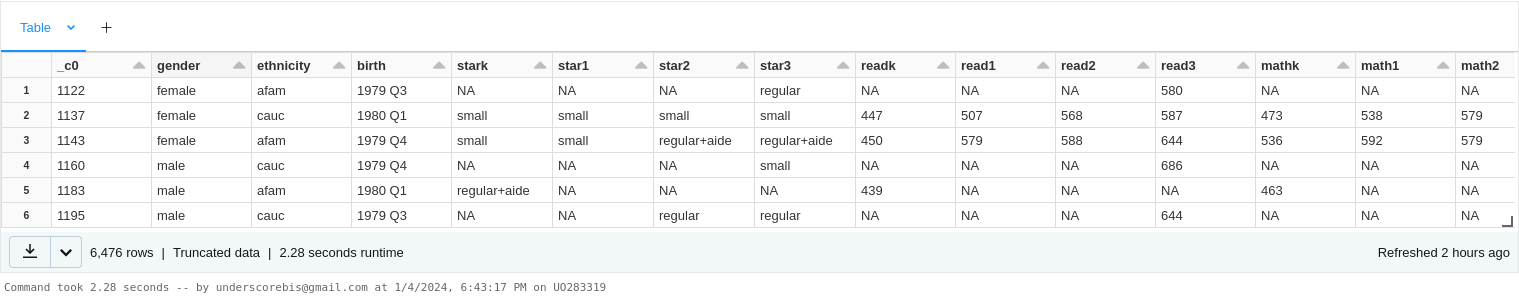 Table +
_c0 gender ethnicity birth stark star1 star2 star3 readk read1 read2 read3 mathk math1 math2
1 1122 female afam 1979 Q3 NA NA NA regular NA NA NA 580 NA NA NA
2 1137 female cauc 1980 Q1 small small small small 447 507 568 587 473 538 579
3 1143 female afam 1979 Q4 small small regular+aide regular+aide 450 579 588 644 536 592 579
4 1160 male cauc 1979 Q4 NA NA NA small NA NA NA 686 NA NA NA
5 1183 male afam 1980 Q1 regular+aide NA NA NA 439 NA NA NA 463 NA NA
6 1195 male cauc 1979 Q3 NA NA regular regular NA NA NA 644 NA NA NA
6,476 rows | Truncated data | 2.28 seconds runtime Refreshed 2 hours ago
Command took 2.28 seconds -- by underscorebis@gmail.com at 1/4/2024, 6:43:17 PM on UO283319